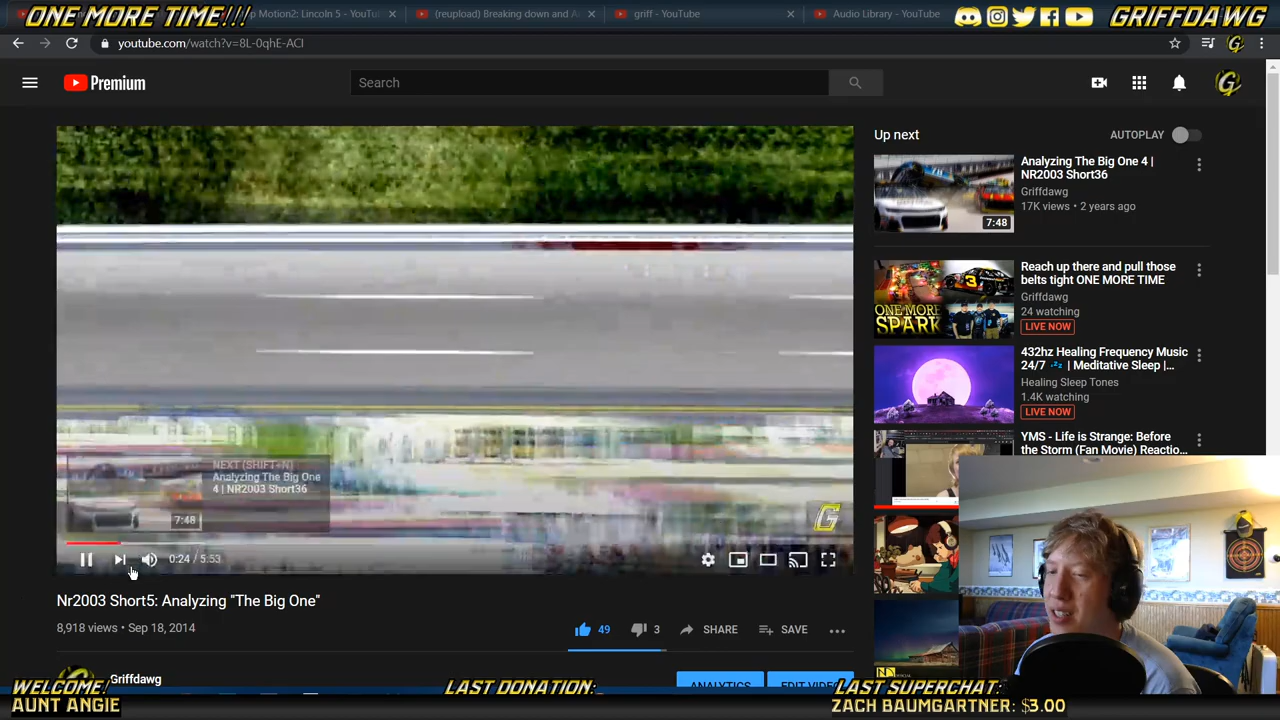 ONE MORE TIME!!!
Motion2: Lincoln 5 - YouTu
(reupload) Breaking down and A
griff - YouTube
Audio Library - YouTube
GRIFFDAWG
youtube.com/watch?v=8L-0qhE-ACI
Premium
Search
Up next
AUTOPLAY
Analyzing The Big One 4 |
NR2003 Short36
Griffdawg
17K views • 2 years ago
7:48
Reach up there and pull those
belts tight ONE MORE TIME
Griffdawg
24 watching
LIVE NOW
ONE MORE
SPARK
432hz Healing Frequency Music
24/7 💤 | Meditative Sleep |...
Healing Sleep Tones
1.4K watching
LIVE NOW
YMS - Life is Strange: Before
the Storm (Fan Movie) Reactio...
NEXT (SHIFT+N)
Analyzing The Big One
4 | NR2003 Short36
7:48
0:24 / 5:53
Nr2003 Short5: Analyzing "The Big One"
8,918 views • Sep 18, 2014
49
3
SHARE
SAVE
Griffdawg
ANALYTICS
EDIT VIDEO
WELCOME!
AUNT ANGIE
LAST DONATION:
LAST SUPERCHAT:
ZACH BAUMGARTNER: $3.00